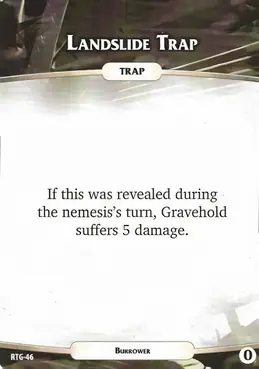 LANDSLIDE TRAP
TRAP
If this was revealed during
the nemesis's turn, Gravehold
suffers 5 damage.
BURROWER
RTG-46
0